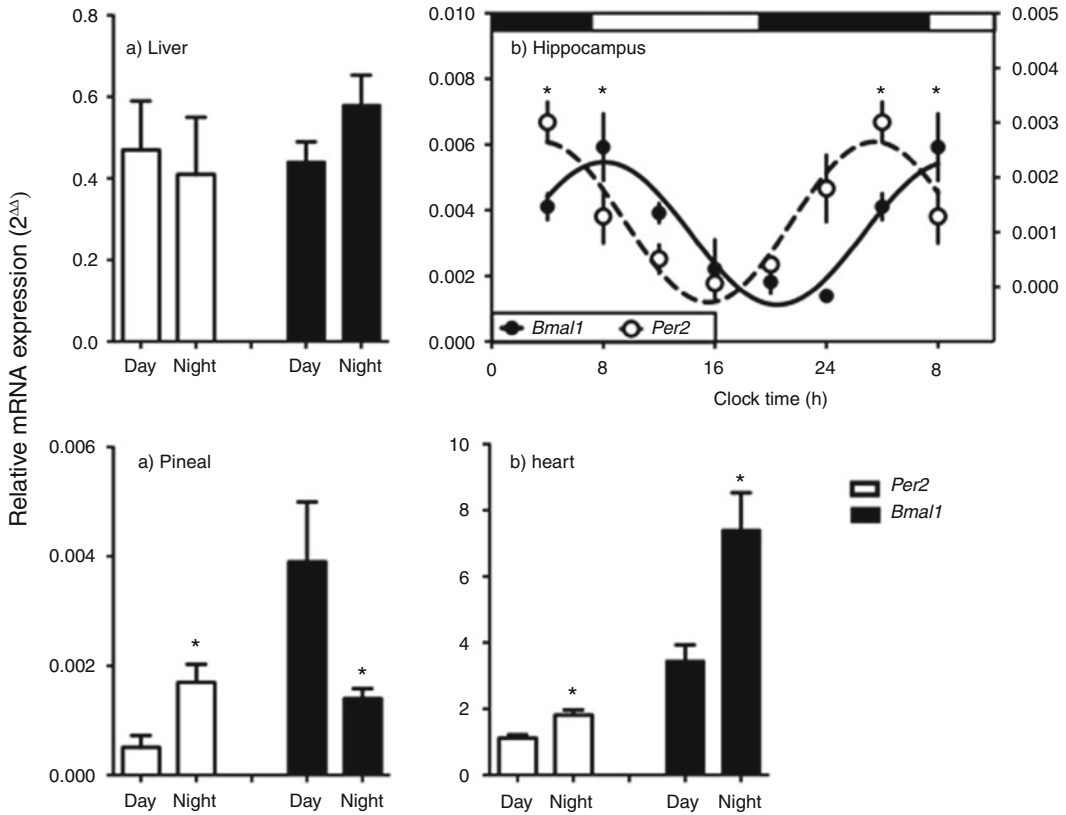 Relative mRNA expression (2ΔΔ)
a) Liver
0.8
0.6
0.4
0.2
0.0
Day Night Day Night
b) Hippocampus
0.010
0.008
0.006
0.004
0.002
0.000
0.005
0.004
0.003
0.002
0.001
0.000
* * * *
Bmal1 Per2
0 8 16 24 8
Clock time (h)
a) Pineal
0.006
0.004
0.002
0.000
* *
Day Night Day Night
b) heart
10
8
6
4
2
0
* *
Day Night Day Night
Per2
Bmal1